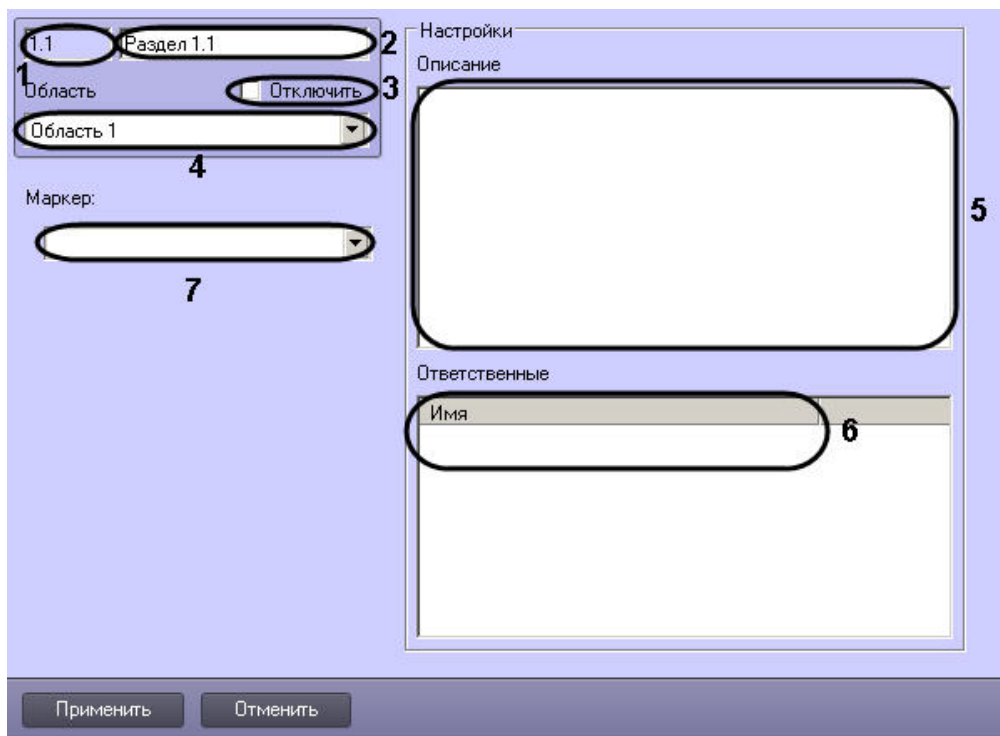 1.1
Раздел 1.1
2
1
Область
Отключить
3
Область 1
4
Маркер:
7
Настройки
Описание
5
Ответственные
Имя
6
Применить
Отменить